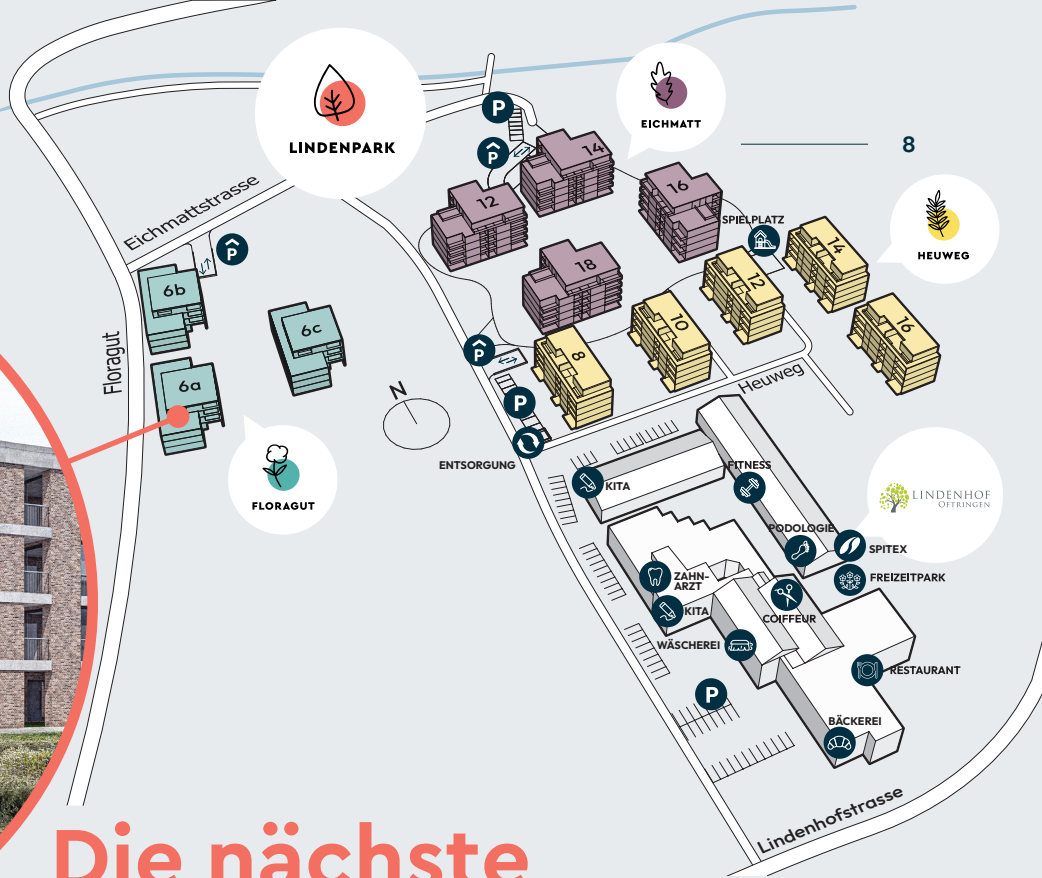 LINDENPARK
P
EICHMATT
8
14
P
16
12
SPIELPLATZ
HEUWEG
14
Eichmattstrasse
P
18
12
6b
16
6c
10
Floragut
P
8
6a
N
Heuweg
P
ENTSORGUNG
FLORAGUT
KITA
FITNESS
LINDENHOF
OFTRINGEN
PODOLOGIE
SPITEX
ZAHN-
ARZT
FREIZEITPARK
KITA
COIFFEUR
WÄSCHEREI
RESTAURANT
P
BÄCKEREI
Lindenhofstrasse
Die nächste